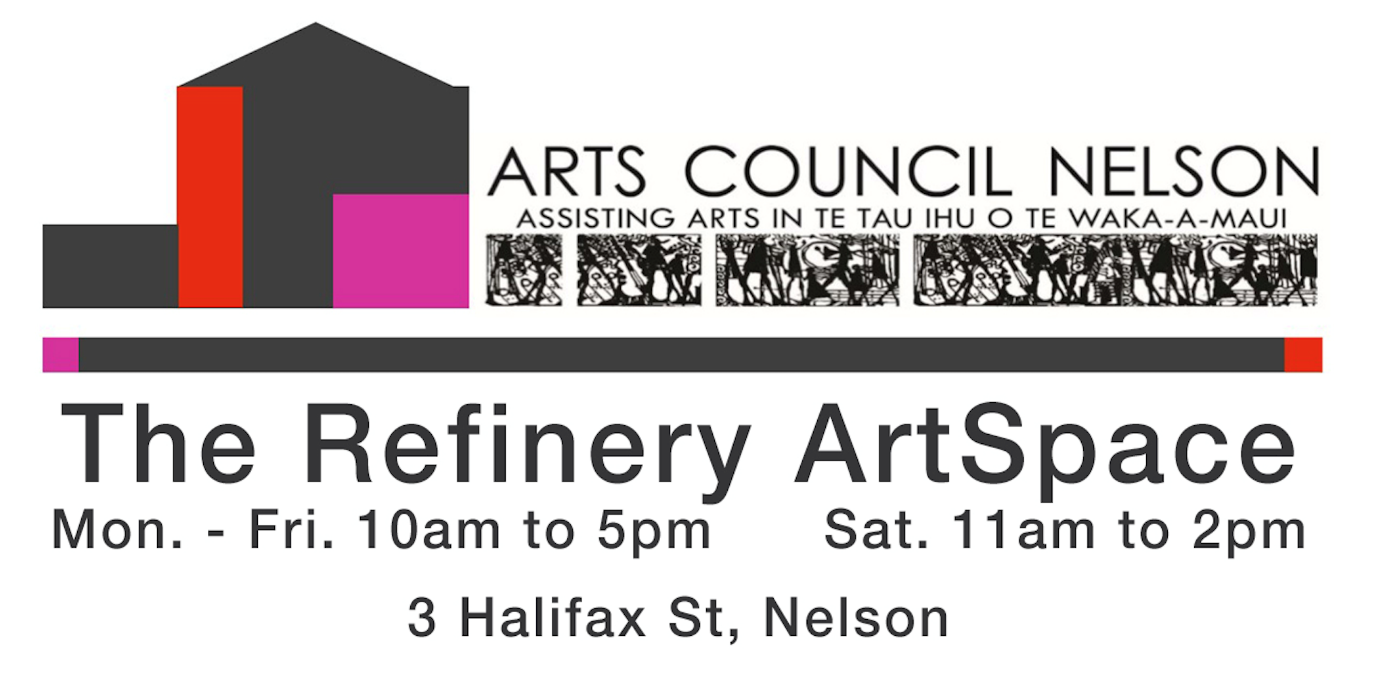 ARTS COUNCIL NELSON
ASSISTING ARTS IN TE TAU IHU O TE WAKA-A-MAUI
The Refinery ArtSpace
Mon. - Fri. 10am to 5pm Sat. 11am to 2pm
3 Halifax St, Nelson